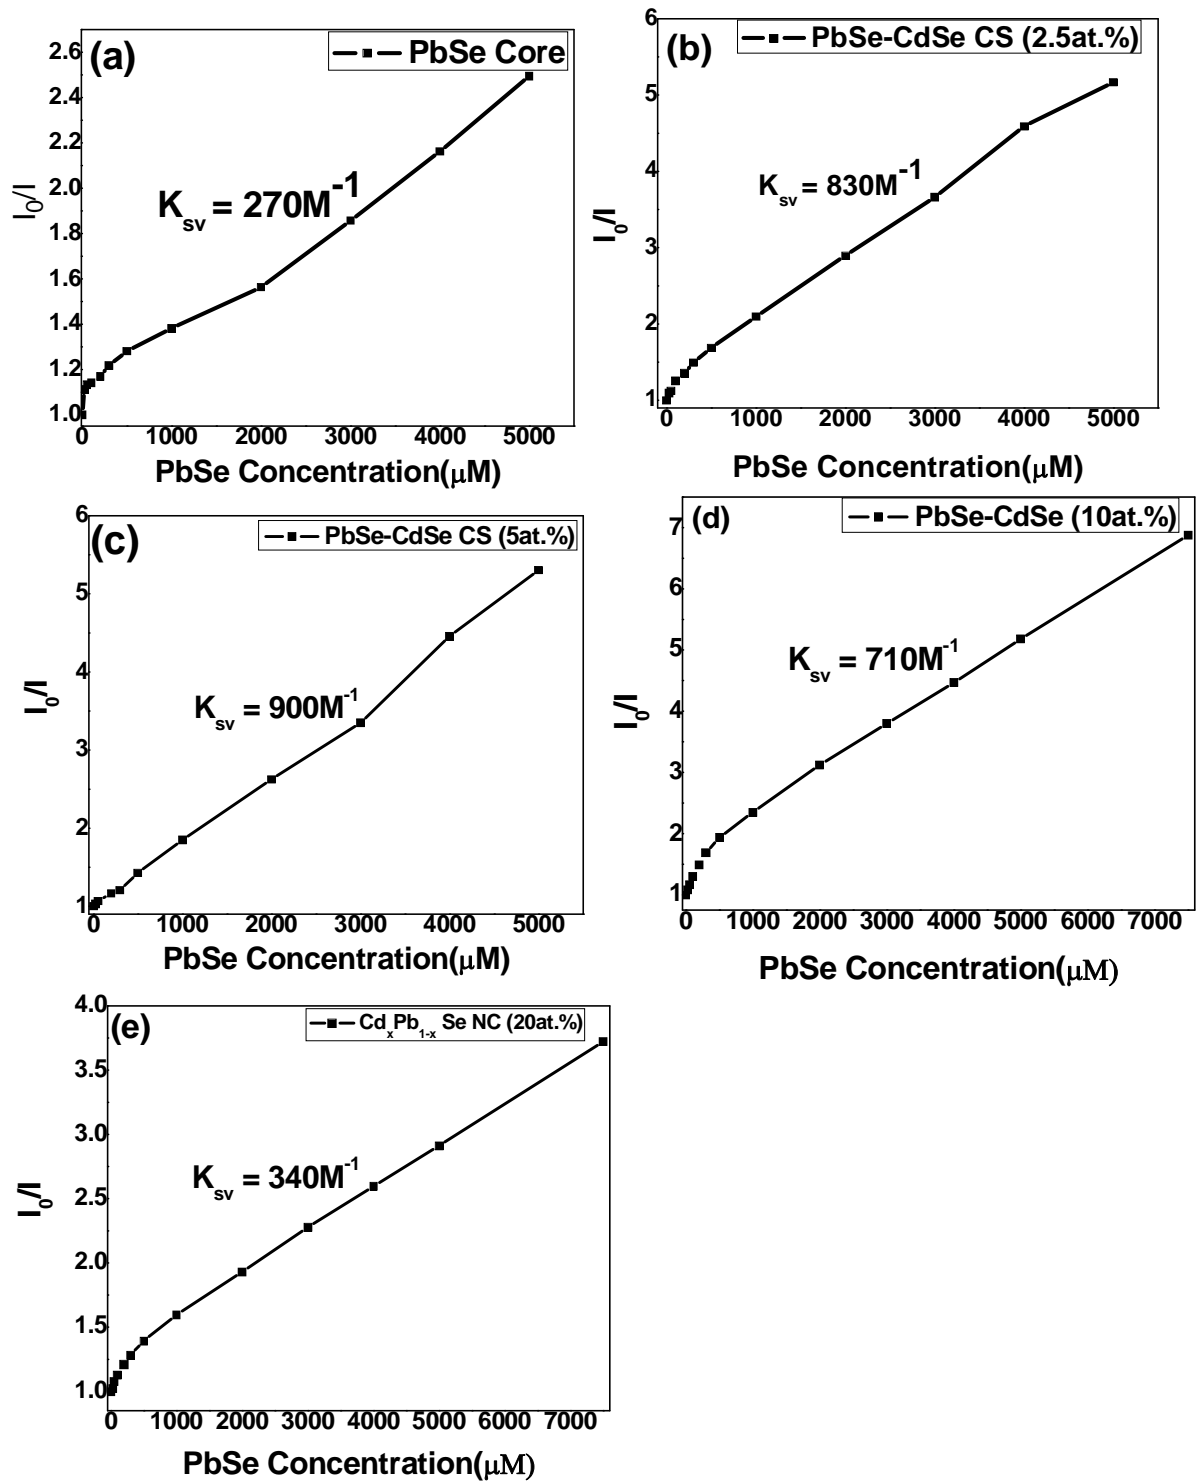 (a)
PbSe Core
2.6
2.4
2.2
2.0
1.8
1.6
1.4
1.2
1.0
I0/I
Ksv = 270M-1
0 1000 2000 3000 4000 5000
PbSe Concentration(μM)
(b)
PbSe-CdSe CS (2.5at.%)
6
5
4
3
2
1
I0/I
Ksv = 830M-1
0 1000 2000 3000 4000 5000
PbSe Concentration(μM)
(c)
PbSe-CdSe CS (5at.%)
6
5
4
3
2
1
I0/I
Ksv = 900M-1
0 1000 2000 3000 4000 5000
PbSe Concentration(μM)
(d)
PbSe-CdSe (10at.%)
7
6
5
4
3
2
1
I0/I
Ksv = 710M-1
0 1000 2000 3000 4000 5000 6000 7000
PbSe Concentration(μM)
(e)
CdxPb1-x Se NC (20at.%)
4.0
3.5
3.0
2.5
2.0
1.5
1.0
I0/I
Ksv = 340M-1
0 1000 2000 3000 4000 5000 6000 7000
PbSe Concentration(μM)